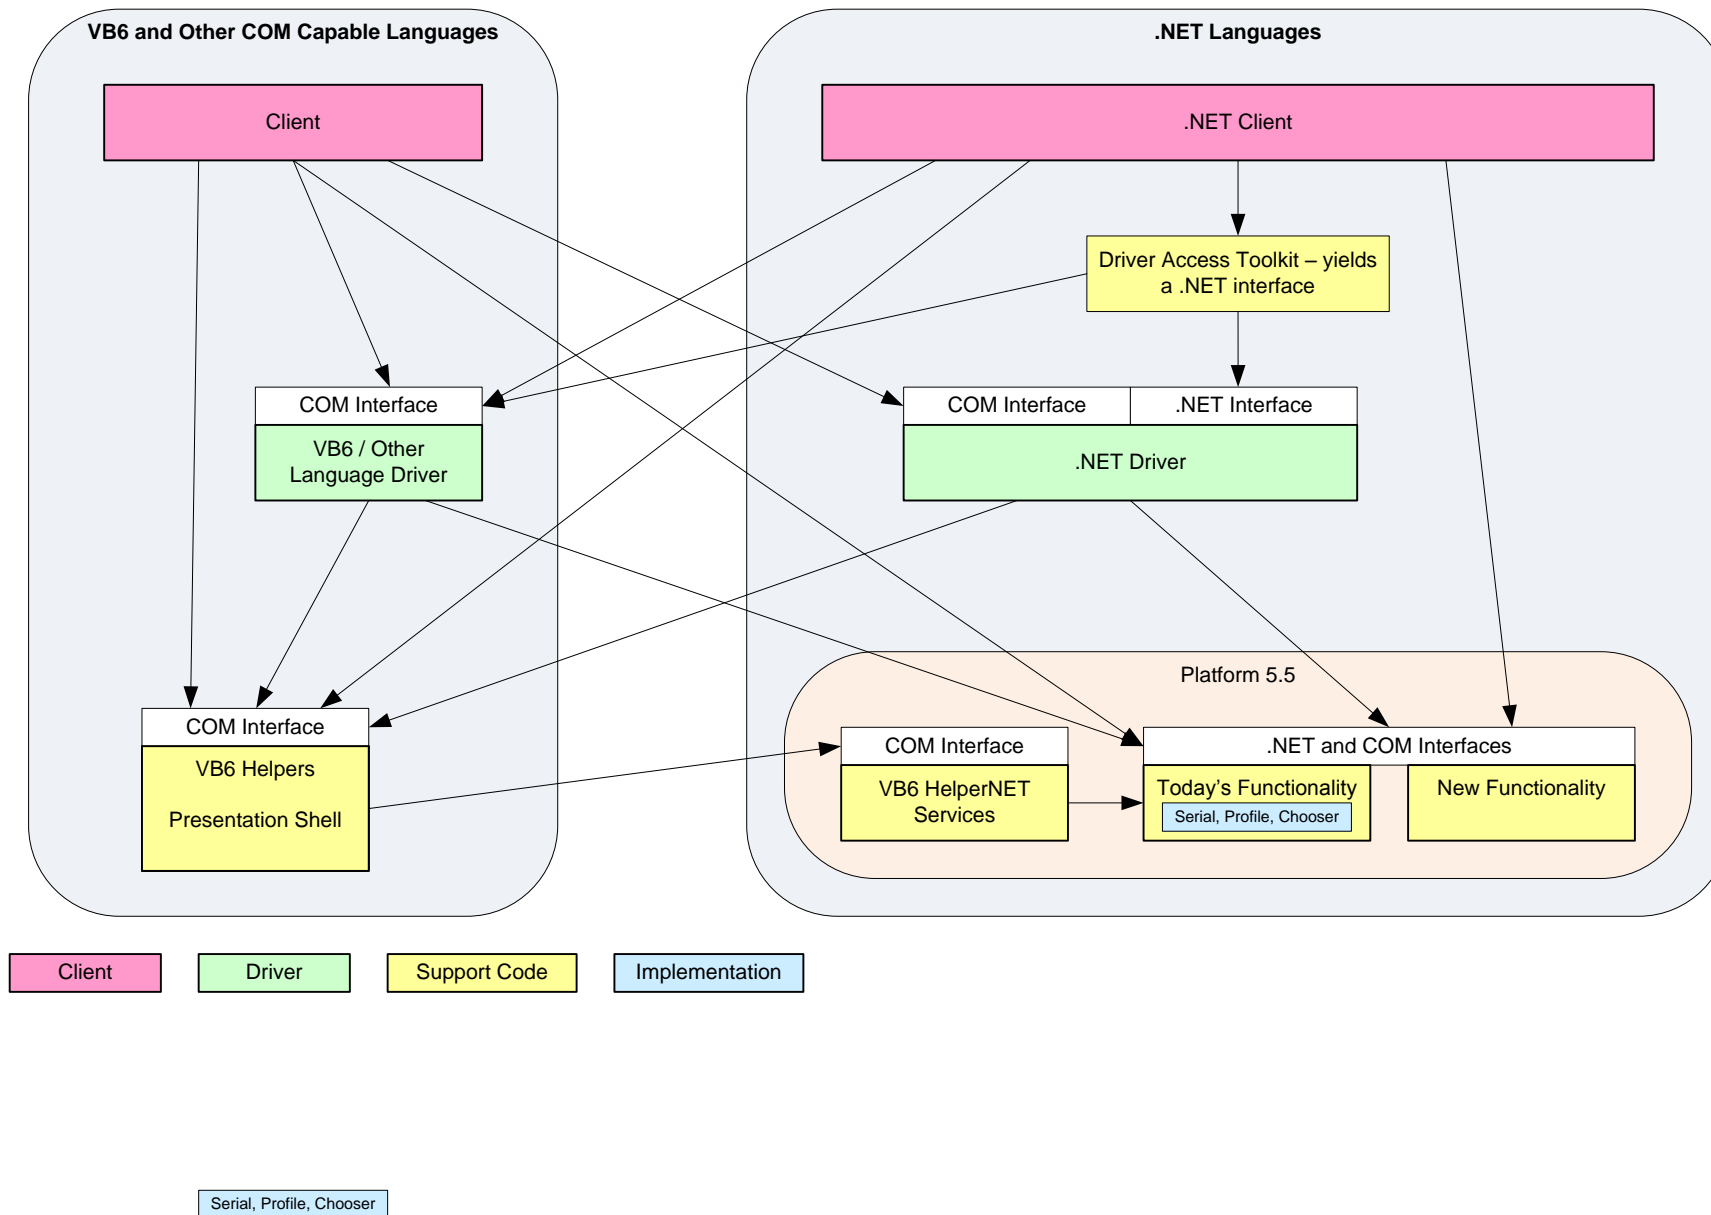 VB6 and Other COM Capable Languages
.NET Languages
Client
.NET Client
Driver Access Toolkit – yields
a .NET interface
COM Interface
VB6 / Other
Language Driver
COM Interface
.NET Interface
.NET Driver
Platform 5.5
COM Interface
VB6 Helpers
Presentation Shell
COM Interface
VB6 HelperNET
Services
.NET and COM Interfaces
Today’s Functionality
Serial, Profile, Chooser
New Functionality
Client
Driver
Support Code
Implementation
Serial, Profile, Chooser